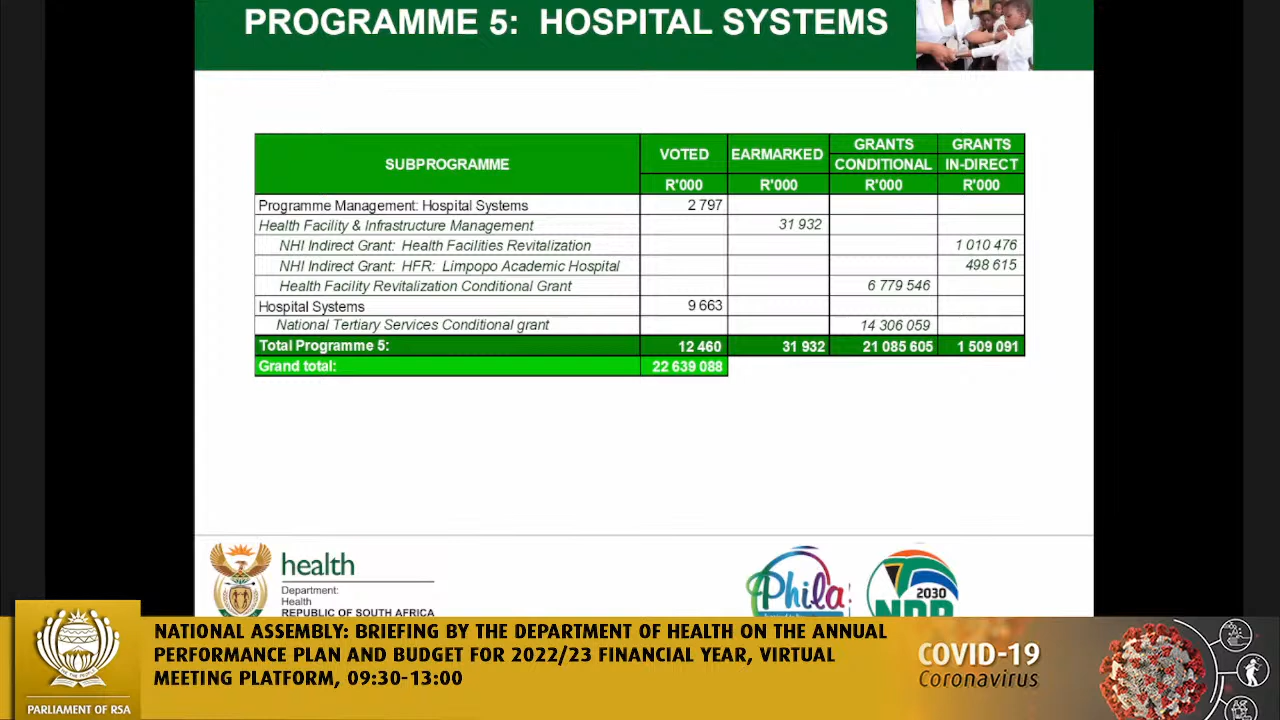 PROGRAMME 5: HOSPITAL SYSTEMS
SUBPROGRAMME VOTED EARMARKED GRANTS CONDITIONAL GRANTS IN-DIRECT
R'000 R'000 R'000 R'000
Programme Management: Hospital Systems 2 797
Health Facility & Infrastructure Management 31 932
NHI Indirect Grant: Health Facilities Revitalization 1 010 476
NHI Indirect Grant: HFR: Limpopo Academic Hospital 498 615
Health Facility Revitalization Conditional Grant 6 779 546
Hospital Systems 9 663
National Tertiary Services Conditional grant 14 306 059
Total Programme 5: 12 460 31 932 21 085 605 1 509 091
Grand total: 22 639 088
health
Department:
Health
REPUBLIC OF SOUTH AFRICA
Phila
2030
NDP
NATIONAL ASSEMBLY: BRIEFING BY THE DEPARTMENT OF HEALTH ON THE ANNUAL
PERFORMANCE PLAN AND BUDGET FOR 2022/23 FINANCIAL YEAR, VIRTUAL
MEETING PLATFORM, 09:30-13:00
PARLIAMENT OF RSA
COVID-19
Coronavirus